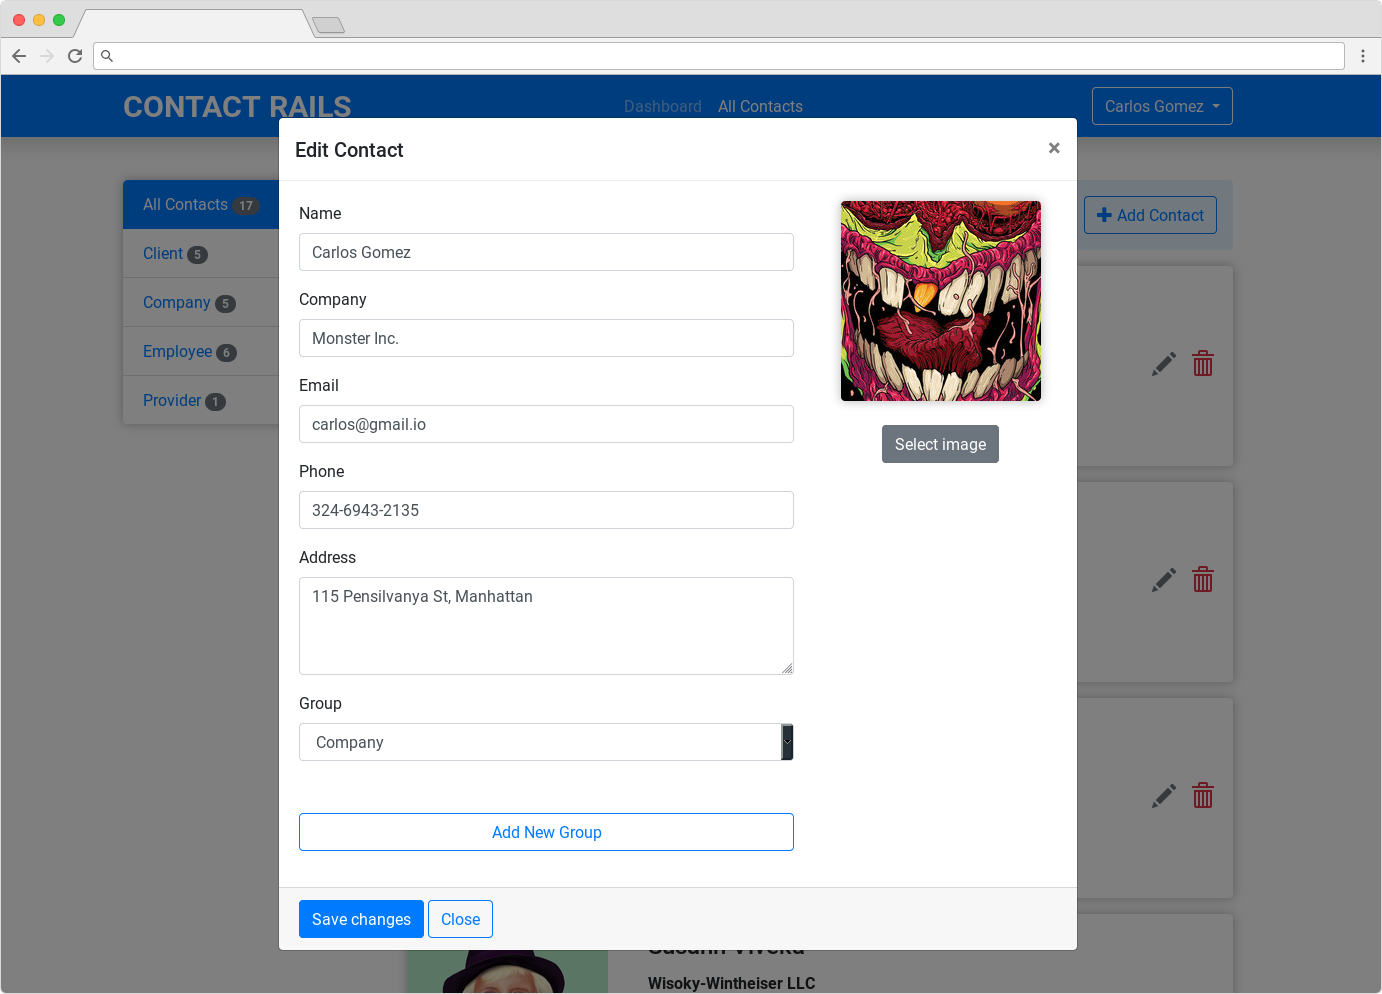 CONTACT RAILS
Dashboard All Contacts
Carlos Gomez
Edit Contact
×
All Contacts 17
Client 5
Company 5
Employee 6
Provider 1
Add Contact
Name
Carlos Gomez
Company
Monster Inc.
Email
carlos@gmail.io
Phone
324-6943-2135
Address
115 Pensilvanya St, Manhattan
Group
Company
Add New Group
Select image
Save changes Close
Wisoky-Wintheiser LLC